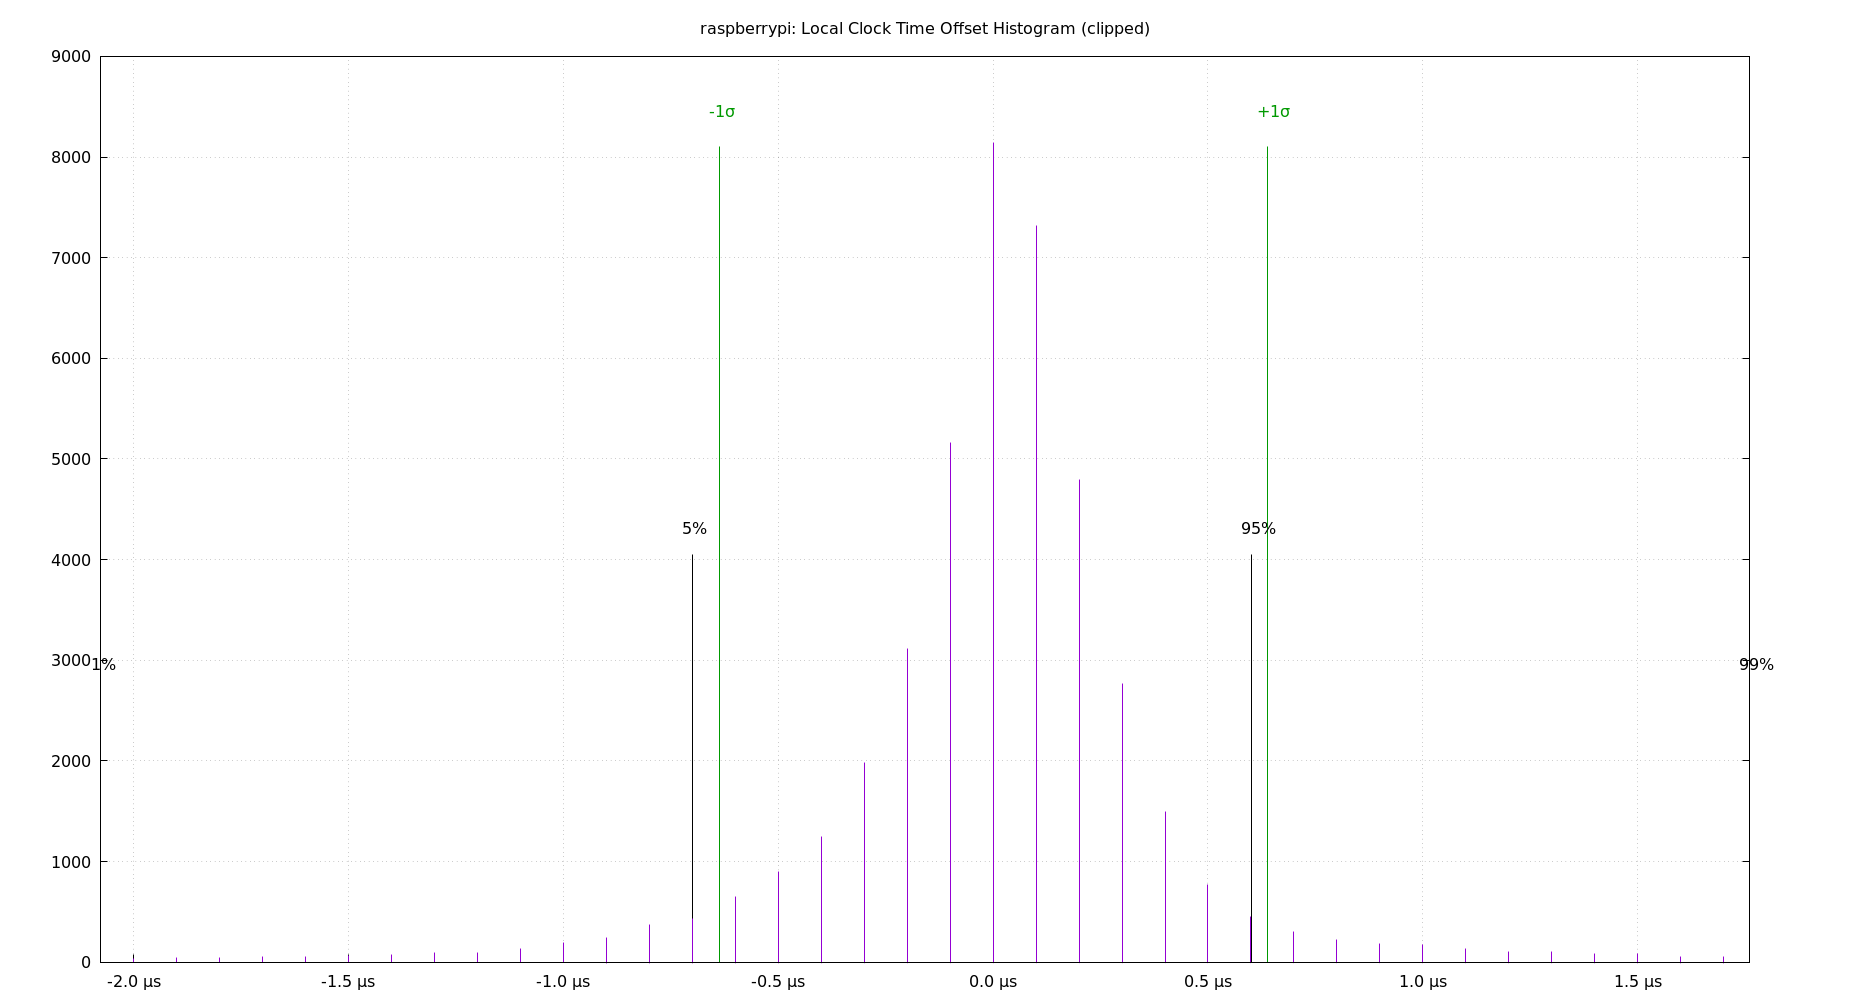 raspberrypi: Local Clock Time Offset Histogram (clipped)
9000
-1σ
+1σ
8000
7000
6000
5000
5%
95%
4000
3000
1%
99%
2000
1000
0
-2.0 µs
-1.5 µs
-1.0 µs
-0.5 µs
0.0 µs
0.5 µs
1.0 µs
1.5 µs